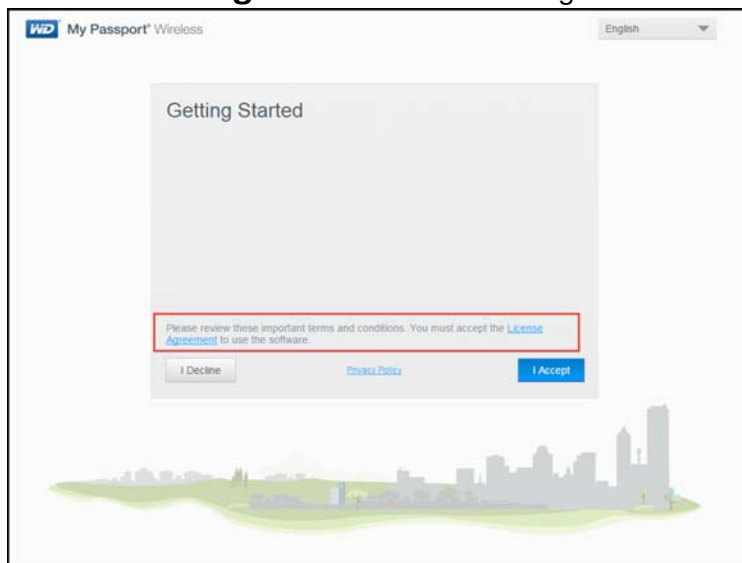 WD My Passport® Wireless
English
Getting Started
Please review these important terms and conditions. You must accept the License
Agreement to use the software.
I Decline
Privacy Policy
I Accept